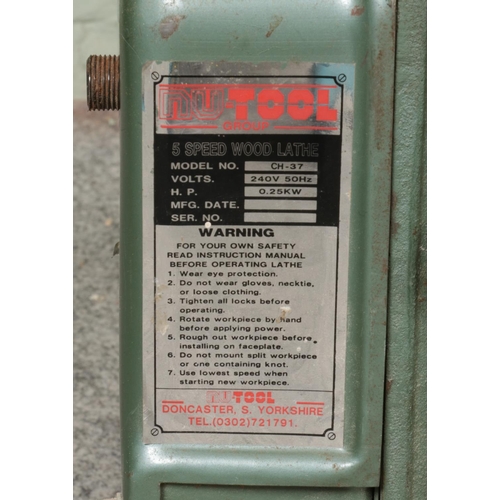 NU-TOOL
GROUP
5 SPEED WOOD LATHE
MODEL NO. CH-37
VOLTS. 240V 50Hz
H. P. 0.25KW
MFG. DATE.
SER. NO.
WARNING
FOR YOUR OWN SAFETY
READ INSTRUCTION MANUAL
BEFORE OPERATING LATHE
1. Wear eye protection.
2. Do not wear gloves, necktie,
or loose clothing.
3. Tighten all locks before
operating.
4. Rotate workpiece by hand
before applying power.
5. Rough out workpiece before
installing on faceplate.
6. Do not mount split workpiece
or one containing knot.
7. Use lowest speed when
starting new workpiece.
NU-TOOL
DONCASTER, S. YORKSHIRE
TEL.(0302)721791.